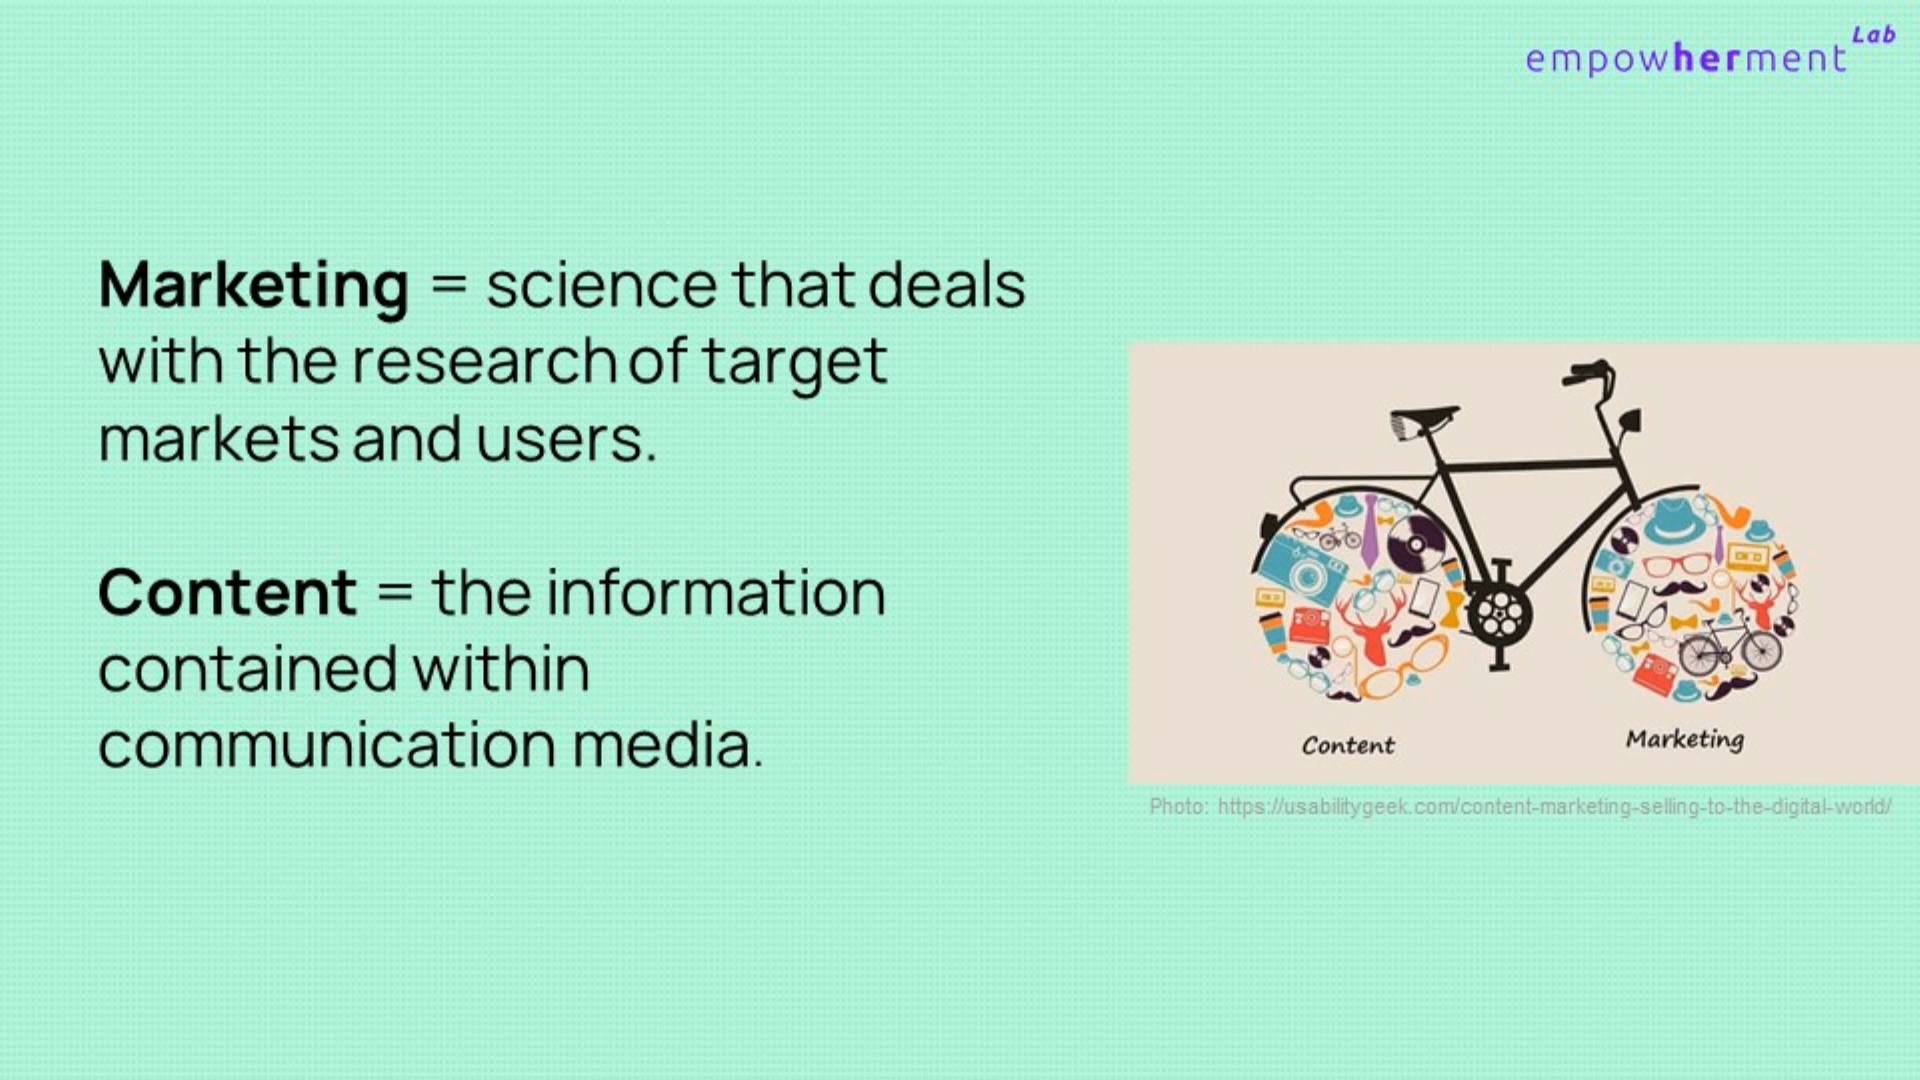 empowherment Lab
Marketing = science that deals
with the research of target
markets and users.
Content = the information
contained within
communication media.
Content
Marketing
Photo: https://usabilitygeek.com/content-marketing-selling-to-the-digital-world/